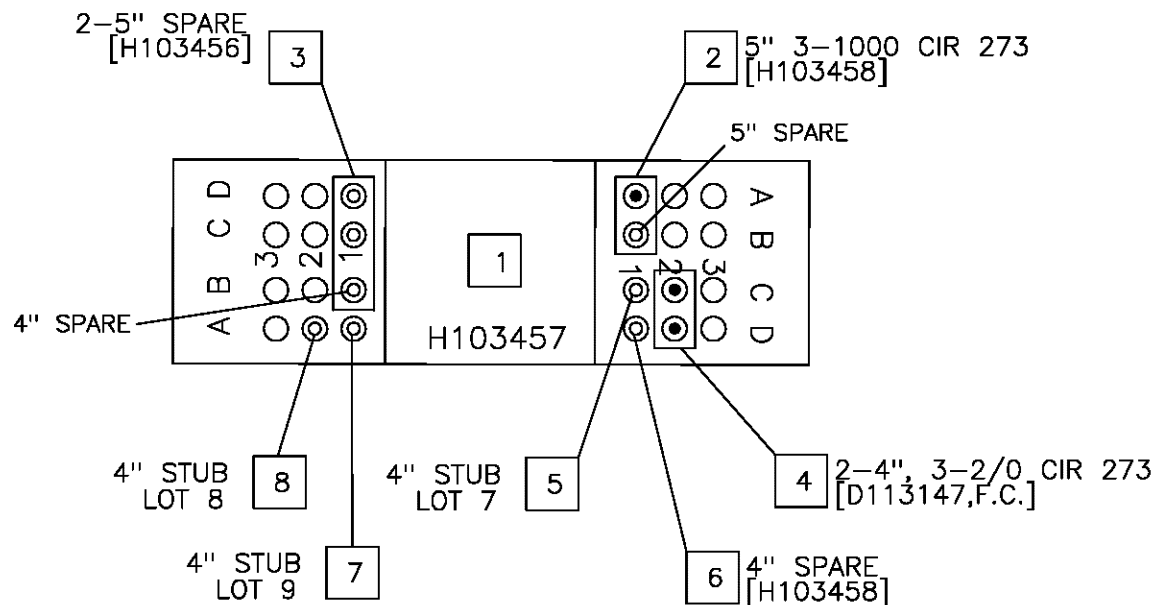 2-5" SPARE
[H103456]
3
2
5" 3-1000 CIR 273
[H103458]
5" SPARE
D
C
B
A
3
2
1
1
H103457
1
2
3
A
B
C
D
4" SPARE
4" STUB
LOT 8
8
4" STUB
LOT 7
5
4
2-4", 3-2/0 CIR 273
[D113147,F.C.]
4" STUB
LOT 9
7
6
4" SPARE
[H103458]